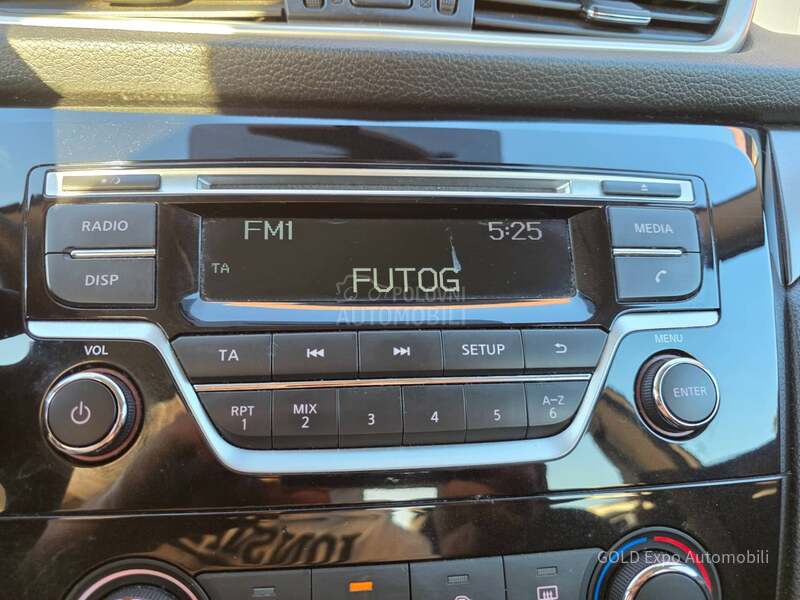 FM1 5:25
TA
FUTOG
POLOVNI
AUTOMOBILI
RADIO
MEDIA
DISP
VOL
MENU
TA SETUP
ENTER
RPT MIX A-Z
1 2 3 4 5 6
GOLD Expo Automobili